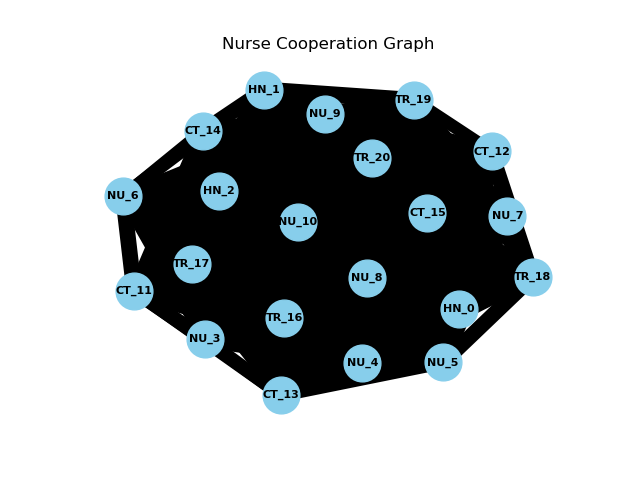 Nurse Cooperation Graph
HN_1
TR_19
NU_9
CT_14
CT_12
TR_20
HN_2
NU_6
CT_15
NU_7
NU_10
TR_17
TR_18
NU_8
CT_11
HN_0
TR_16
NU_3
NU_4
NU_5
CT_13